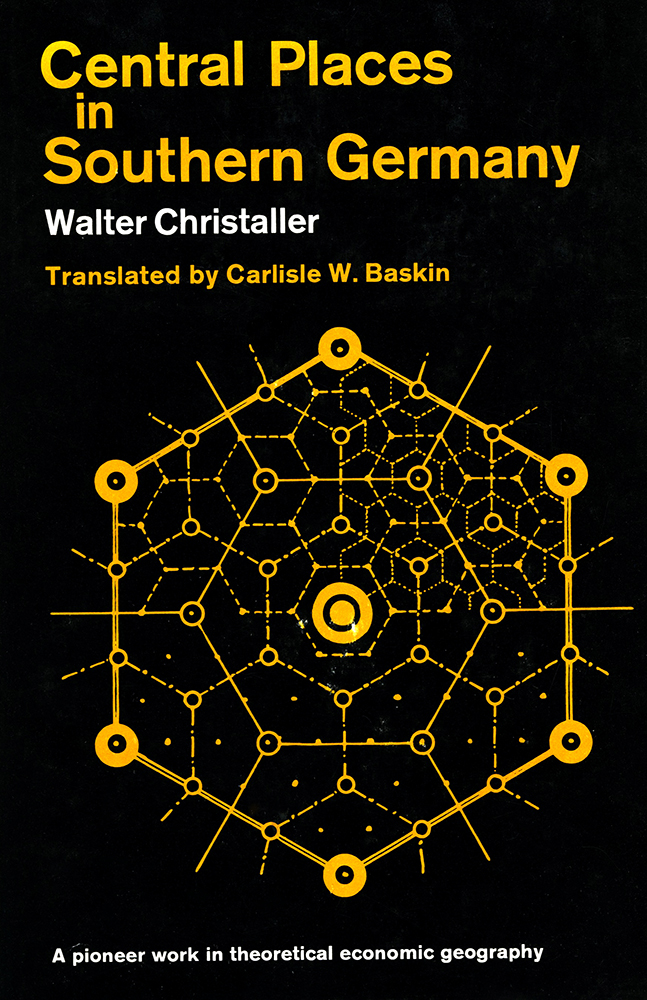 Central Places
in
Southern Germany
Walter Christaller
Translated by Carlisle W. Baskin
A pioneer work in theoretical economic geography